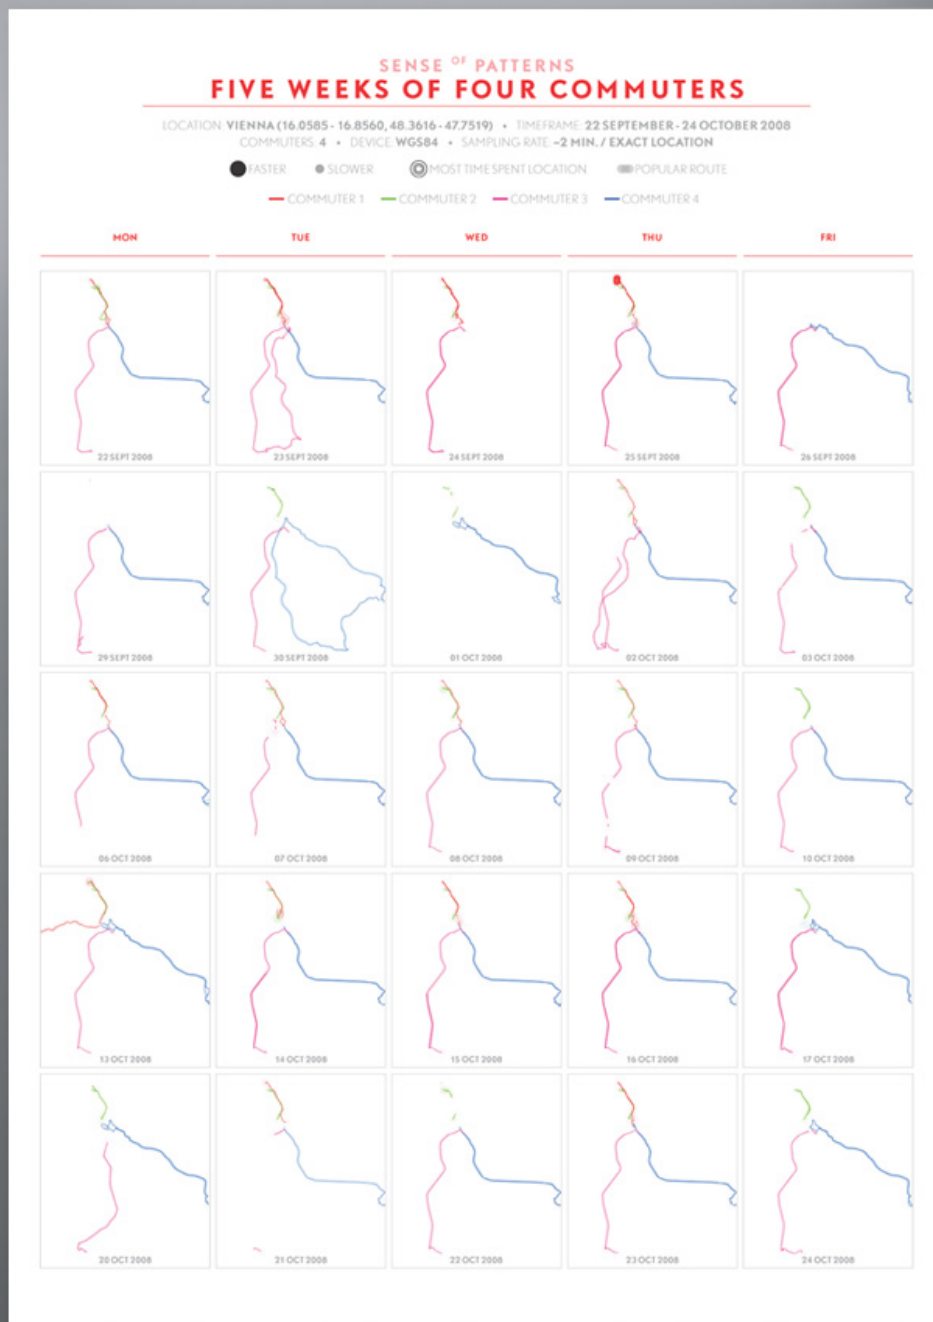 SENSE OF PATTERNS
FIVE WEEKS OF FOUR COMMUTERS
LOCATION: VIENNA (16.0585 - 16.8560, 48.3616 - 47.7519) • TIMEFRAME: 22 SEPTEMBER - 24 OCTOBER 2008
COMMUTERS: 4 • DEVICE: WGS84 • SAMPLING RATE: ~2 MIN. / EXACT LOCATION
FASTER SLOWER MOST TIME SPENT LOCATION POPULAR ROUTE
COMMUTER 1 COMMUTER 2 COMMUTER 3 COMMUTER 4
MON TUE WED THU FRI
22 SEPT 2008 23 SEPT 2008 24 SEPT 2008 25 SEPT 2008 26 SEPT 2008
29 SEPT 2008 30 SEPT 2008 01 OCT 2008 02 OCT 2008 03 OCT 2008
06 OCT 2008 07 OCT 2008 08 OCT 2008 09 OCT 2008 10 OCT 2008
13 OCT 2008 14 OCT 2008 15 OCT 2008 16 OCT 2008 17 OCT 2008
20 OCT 2008 21 OCT 2008 22 OCT 2008 23 OCT 2008 24 OCT 2008